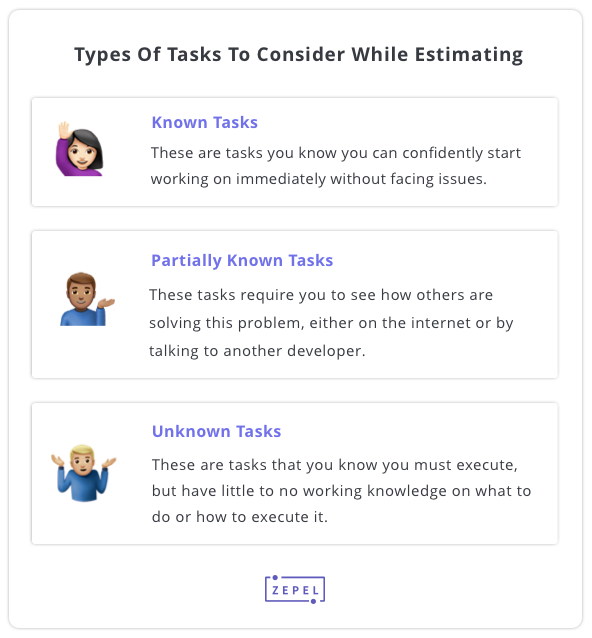 Types Of Tasks To Consider While Estimating
Known Tasks
These are tasks you know you can confidently start
working on immediately without facing issues.
Partially Known Tasks
These tasks require you to see how others are
solving this problem, either on the internet or by
talking to another developer.
Unknown Tasks
These are tasks that you know you must execute,
but have little to no working knowledge on what to
do or how to execute it.
ZEPEL